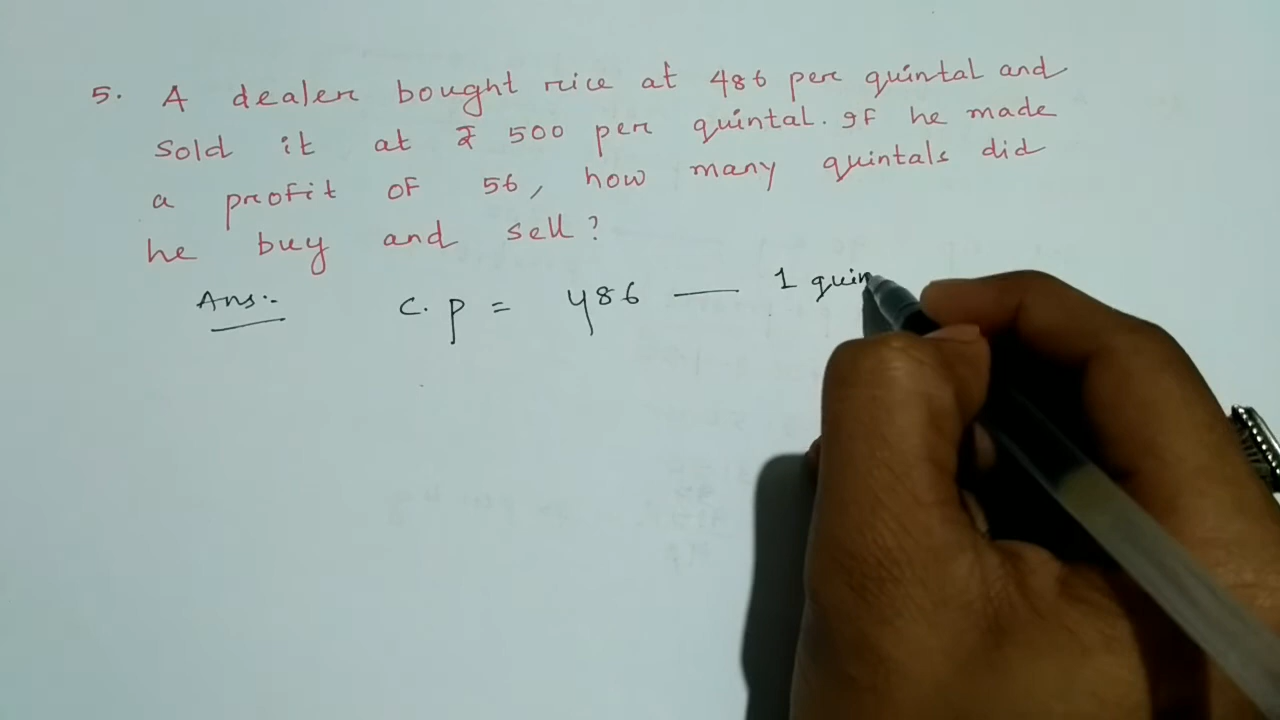 5. A dealer bought rice at 486 per quintal and
sold it at ₹ 500 per quintal. If he made
a profit of 56, how many quintals did
he buy and sell?
Ans:- C.P = 486 — 1 quin